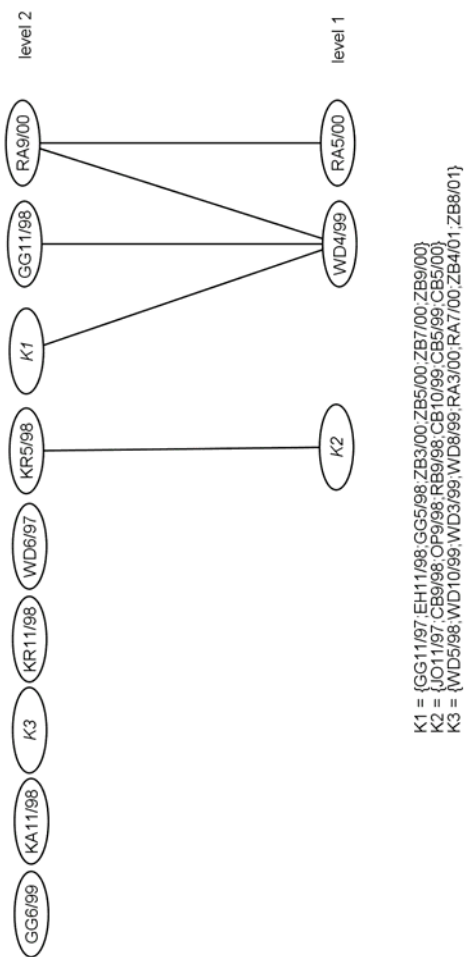 GG6/99 KA11/98 K3 KR11/98 WD6/97 KR5/98 K1 GG11/98 RA9/00 level 2
K2 WD4/99 RA5/00 level 1
K1 = {GG11/97;EH11/98;GG5/98;ZB3/00;ZB5/00;ZB7/00;ZB9/00}
K2 = {JO11/97;CB9/98;OP9/98;RB9/98;CB10/99;CB5/99;CB5/00}
K3 = {WD5/98;WD10/99;WD3/99;WD8/99;RA3/00;RA7/00;ZB4/01;ZB8/01}